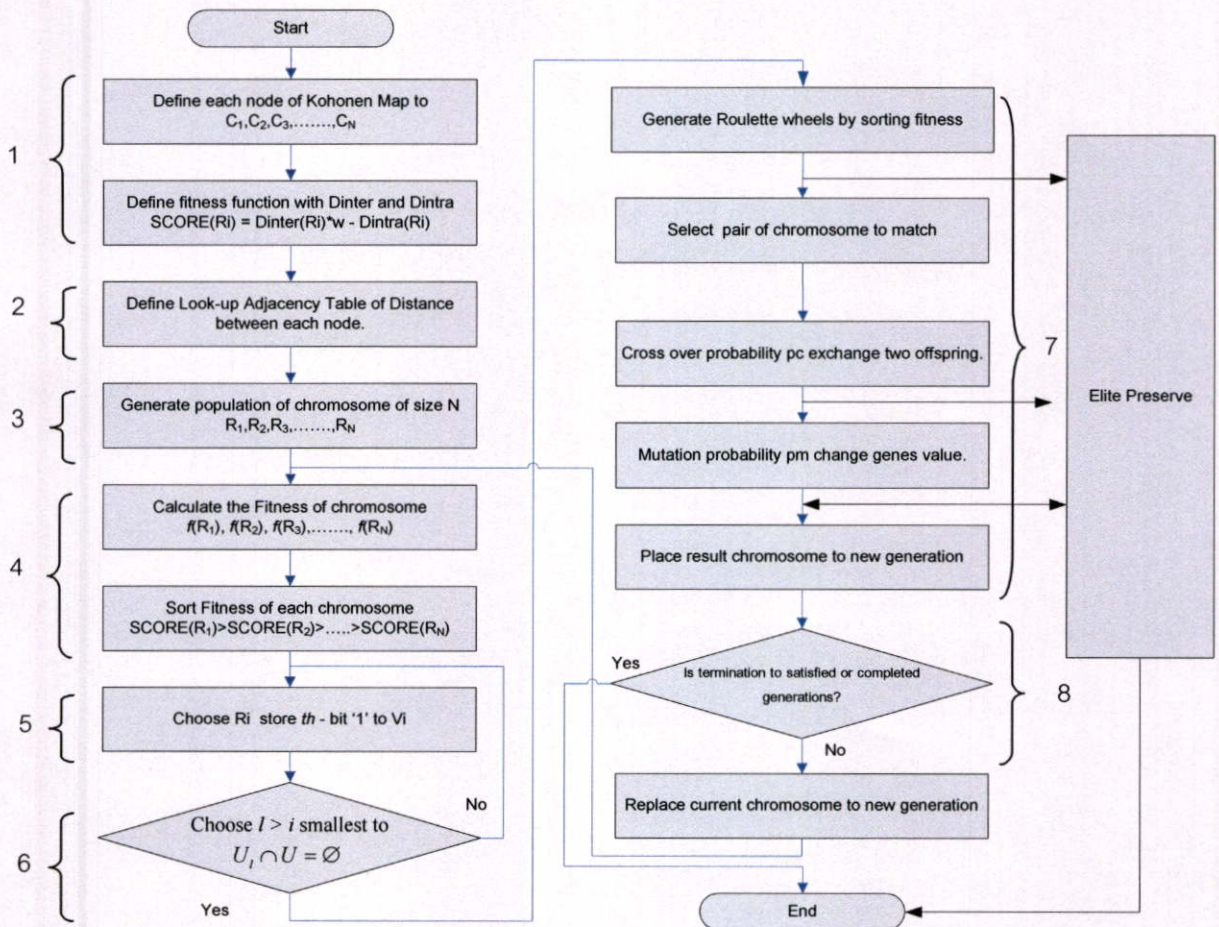 Start
1
Define each node of Kohonen Map to
C₁,C₂,C₃,.......,C_N
Define fitness function with Dinter and Dintra
SCORE(Ri) = Dinter(Ri)*w - Dintra(Ri)
2
Define Look-up Adjacency Table of Distance
between each node.
3
Generate population of chromosome of size N
R₁,R₂,R₃,.......,R_N
4
Calculate the Fitness of chromosome
f(R₁), f(R₂), f(R₃),......., f(R_N)
Sort Fitness of each chromosome
SCORE(R₁)>SCORE(R₂)>.....>SCORE(R_N)
5
Choose Ri store th - bit ‘1’ to Vi
6
Choose l > i smallest to
U_l ∩ U = ∅
No
Yes
Generate Roulette wheels by sorting fitness
Select pair of chromosome to match
Cross over probability pc exchange two offspring.
Mutation probability pm change genes value.
Place result chromosome to new generation
7
Elite Preserve
Is termination to satisfied or completed
generations?
Yes
No
8
Replace current chromosome to new generation
End